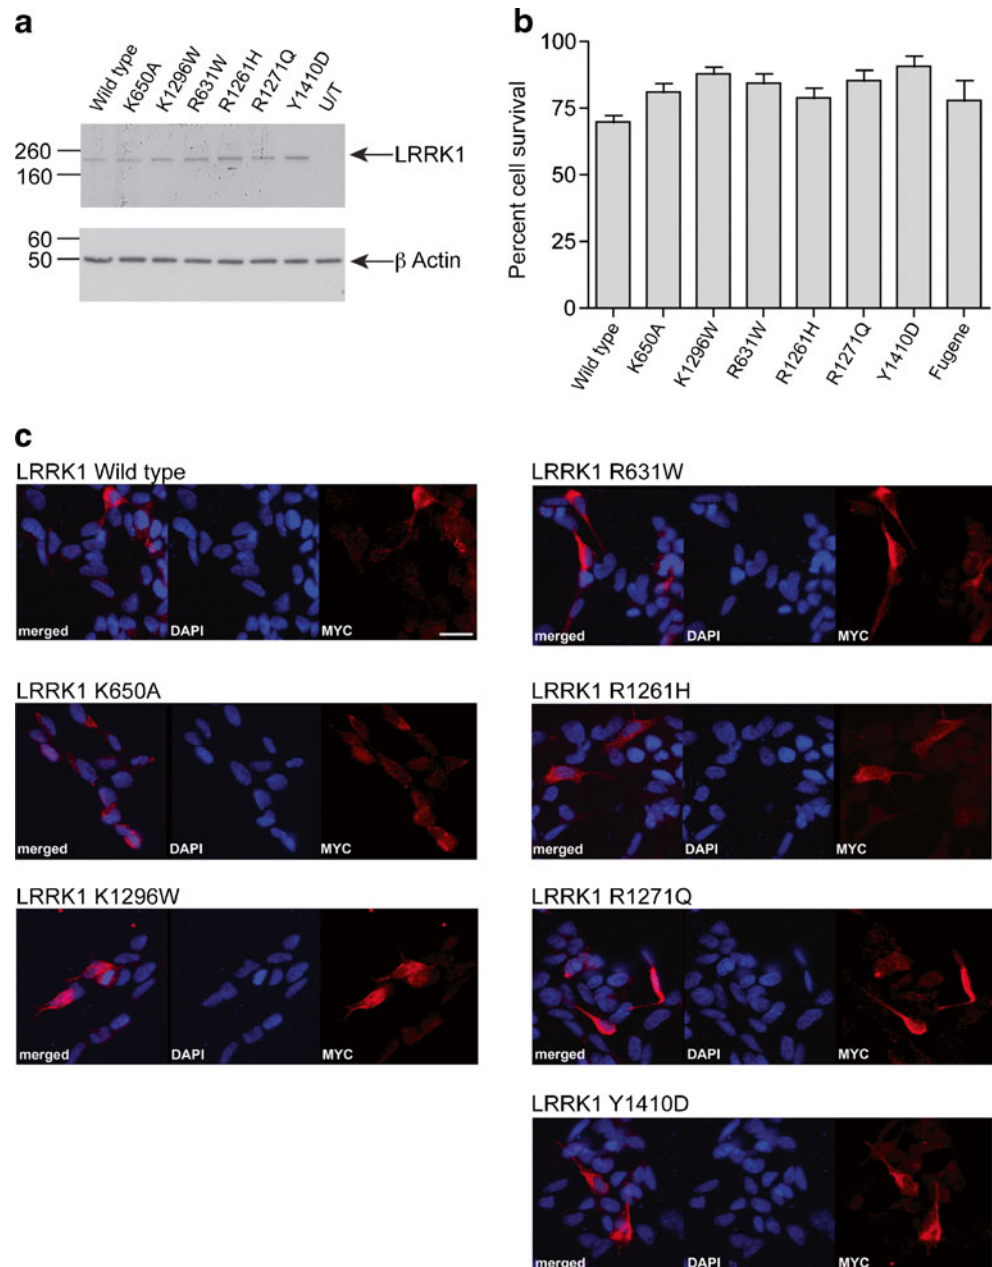 a
Wild type
K650A
K1296W
R631W
R1261H
R1271Q
Y1410D
U/T
260
160
LRRK1
60
50
β Actin
b
Percent cell survival
100
75
50
25
0
Wild type
K650A
K1296W
R631W
R1261H
R1271Q
Y1410D
Fugene
c
LRRK1 Wild type
merged DAPI MYC
LRRK1 K650A
merged DAPI MYC
LRRK1 K1296W
merged DAPI MYC
LRRK1 R631W
merged DAPI MYC
LRRK1 R1261H
merged DAPI MYC
LRRK1 R1271Q
merged DAPI MYC
LRRK1 Y1410D
merged DAPI MYC